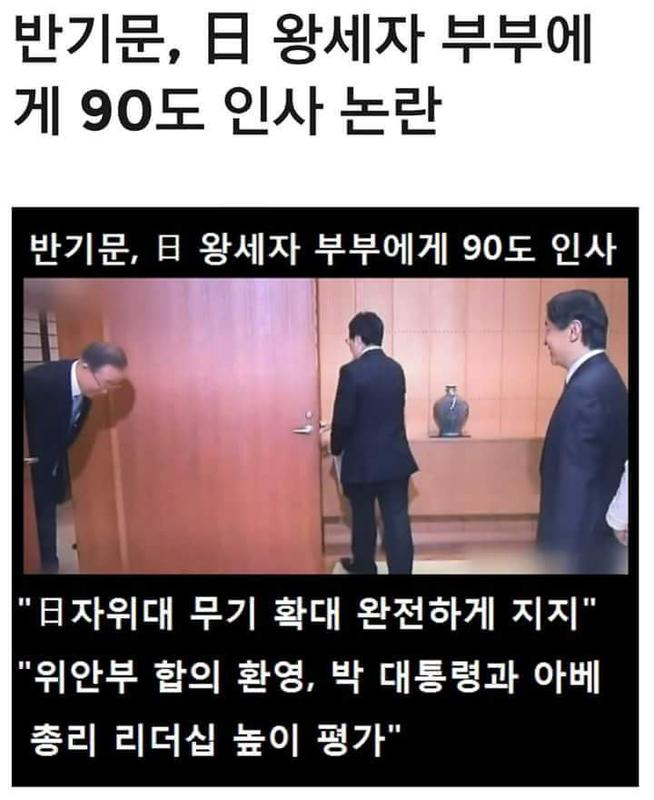 반기문, 日 왕세자 부부에
게 90도 인사 논란
반기문, 日 왕세자 부부에게 90도 인사
"日자위대 무기 확대 완전하게 지지"
"위안부 합의 환영, 박 대통령과 아베
총리 리더십 높이 평가"